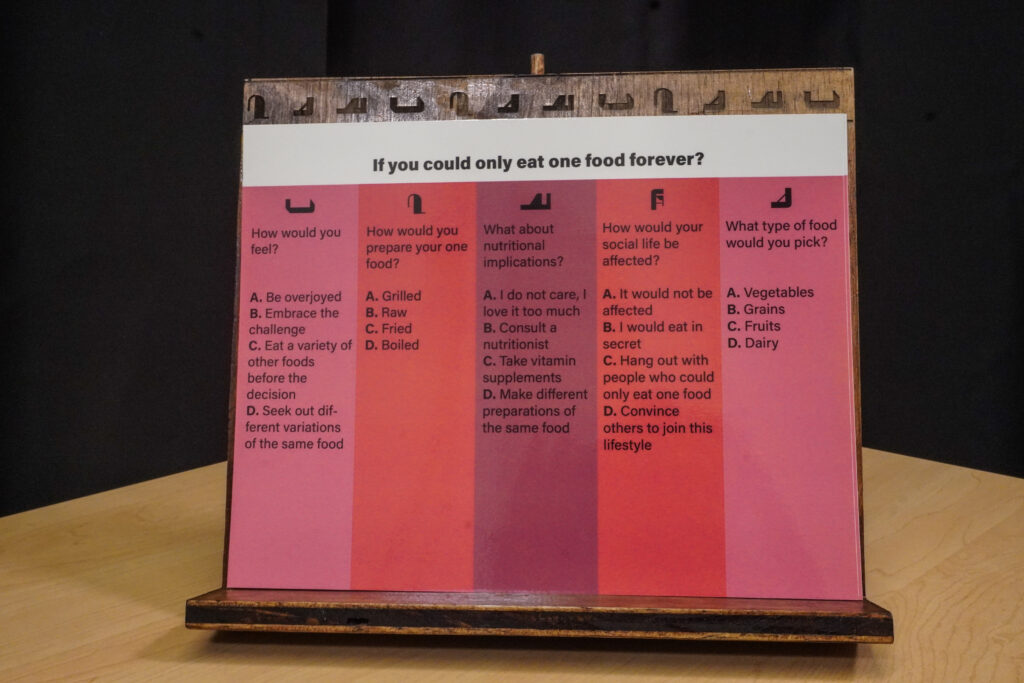 If you could only eat one food forever?
How would you
feel?
A. Be overjoyed
B. Embrace the
challenge
C. Eat a variety of
other foods
before the
decision
D. Seek out dif-
ferent variations
of the same food
How would you
prepare your one
food?
A. Grilled
B. Raw
C. Fried
D. Boiled
What about
nutritional
implications?
A. I do not care, I
love it too much
B. Consult a
nutritionist
C. Take vitamin
supplements
D. Make different
preparations of
the same food
How would your
social life be
affected?
A. It would not be
affected
B. I would eat in
secret
C. Hang out with
people who could
only eat one food
D. Convince
others to join this
lifestyle
What type of food
would you pick?
A. Vegetables
B. Grains
C. Fruits
D. Dairy